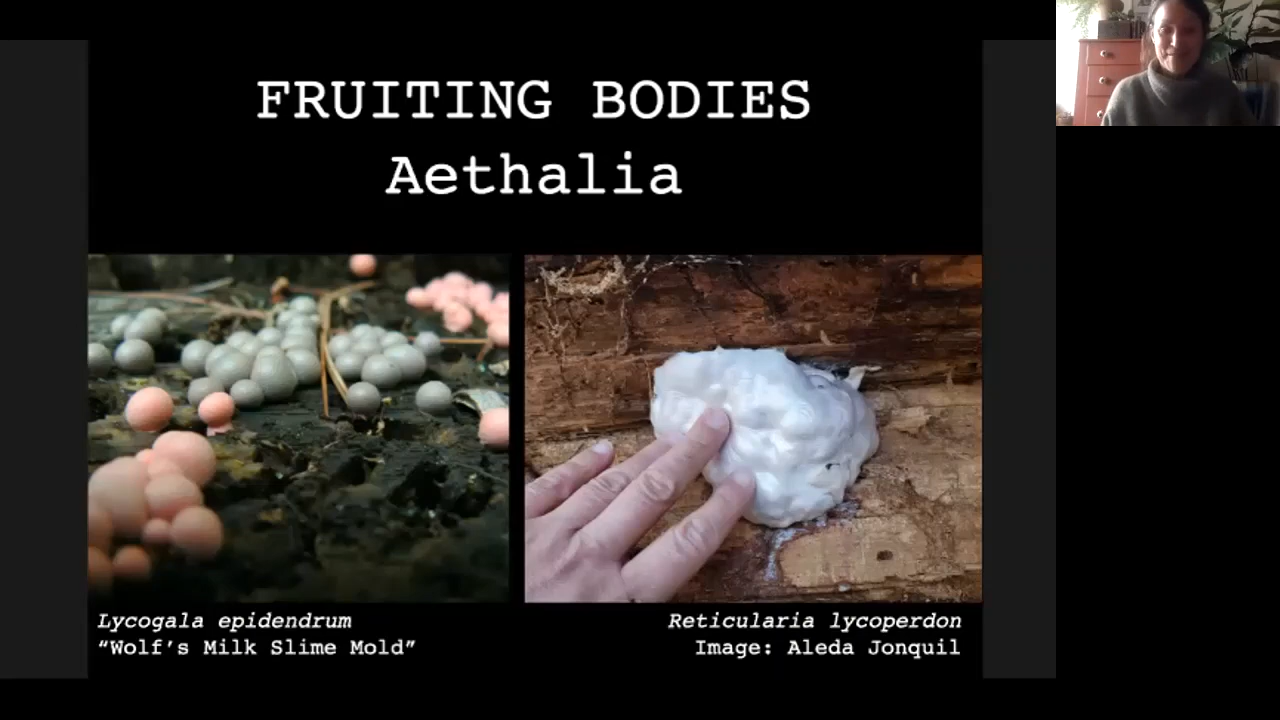 FRUITING BODIES
Aethalia
Lycogala epidendrum
“Wolf’s Milk Slime Mold”
Reticularia lycoperdon
Image: Aleda Jonquil